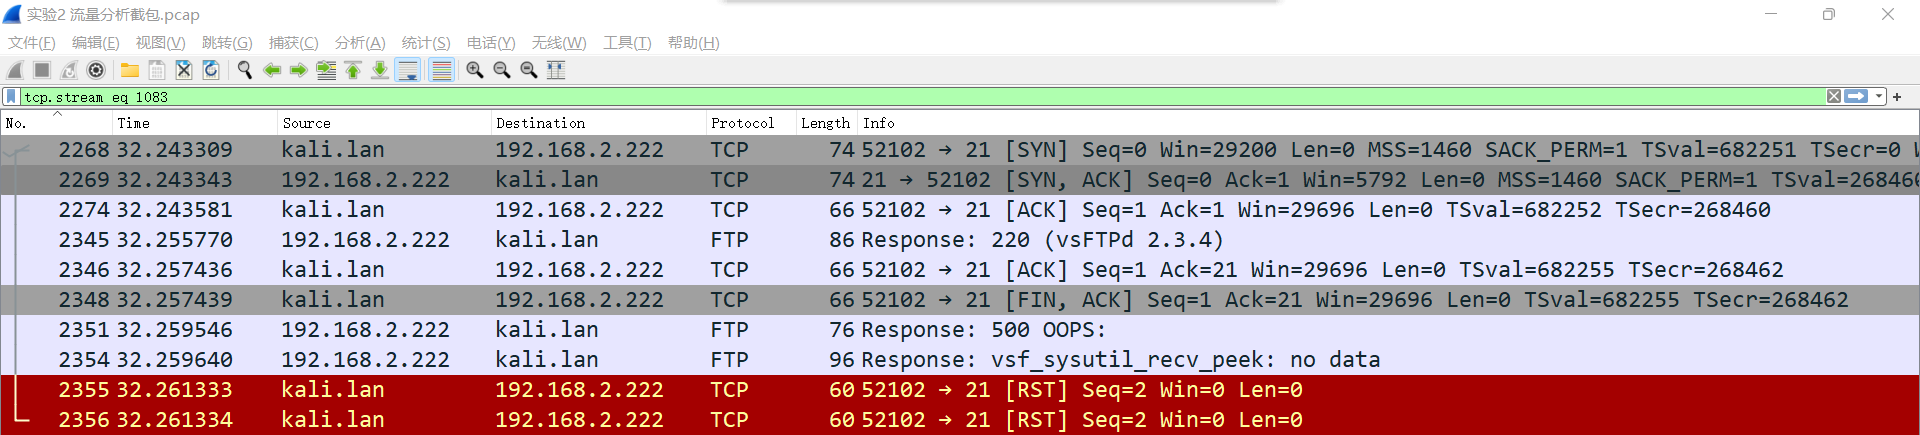 实验2 流量分析截包.pcap
文件(F) 编辑(E) 视图(V) 跳转(G) 捕获(C) 分析(A) 统计(S) 电话(Y) 无线(W) 工具(T) 帮助(H)
tcp.stream eq 1083
No. Time Source Destination Protocol Length Info
2268 32.243309 kali.lan 192.168.2.222 TCP 74 52102 → 21 [SYN] Seq=0 Win=29200 Len=0 MSS=1460 SACK_PERM=1 TSval=682251 TSecr=0 W
2269 32.243343 192.168.2.222 kali.lan TCP 74 21 → 52102 [SYN, ACK] Seq=0 Ack=1 Win=5792 Len=0 MSS=1460 SACK_PERM=1 TSval=268460
2274 32.243581 kali.lan 192.168.2.222 TCP 66 52102 → 21 [ACK] Seq=1 Ack=1 Win=29696 Len=0 TSval=682252 TSecr=268460
2345 32.255770 192.168.2.222 kali.lan FTP 86 Response: 220 (vsFTPd 2.3.4)
2346 32.257436 kali.lan 192.168.2.222 TCP 66 52102 → 21 [ACK] Seq=1 Ack=21 Win=29696 Len=0 TSval=682255 TSecr=268462
2348 32.257439 kali.lan 192.168.2.222 TCP 66 52102 → 21 [FIN, ACK] Seq=1 Ack=21 Win=29696 Len=0 TSval=682255 TSecr=268462
2351 32.259546 192.168.2.222 kali.lan FTP 76 Response: 500 OOPS:
2354 32.259640 192.168.2.222 kali.lan FTP 96 Response: vsf_sysutil_recv_peek: no data
2355 32.261333 kali.lan 192.168.2.222 TCP 60 52102 → 21 [RST] Seq=2 Win=0 Len=0
2356 32.261334 kali.lan 192.168.2.222 TCP 60 52102 → 21 [RST] Seq=2 Win=0 Len=0